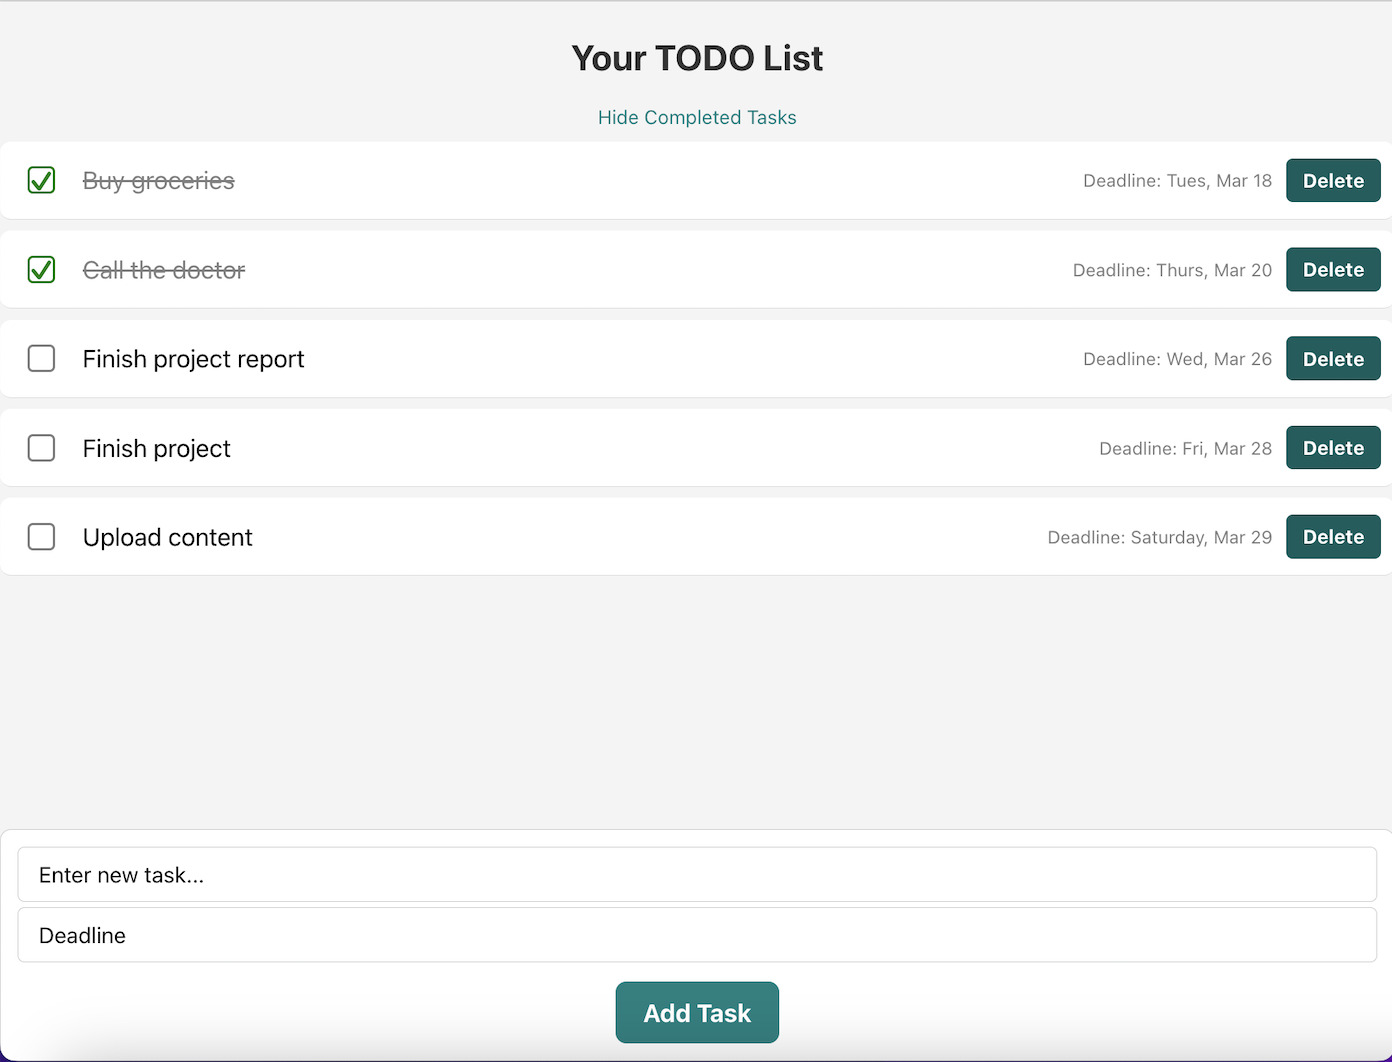 Your TODO List
Hide Completed Tasks
Buy groceries Deadline: Tues, Mar 18 Delete
Call the doctor Deadline: Thurs, Mar 20 Delete
Finish project report Deadline: Wed, Mar 26 Delete
Finish project Deadline: Fri, Mar 28 Delete
Upload content Deadline: Saturday, Mar 29 Delete
Enter new task...
Deadline
Add Task